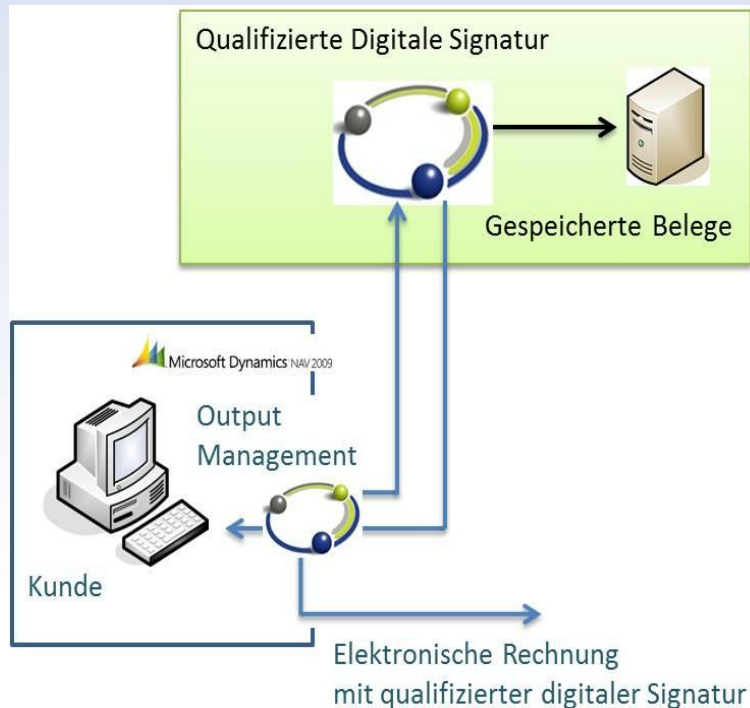 Qualifizierte Digitale Signatur
Gespeicherte Belege
Microsoft Dynamics NAV 2009
Output
Management
Kunde
Elektronische Rechnung
mit qualifizierter digitaler Signatur